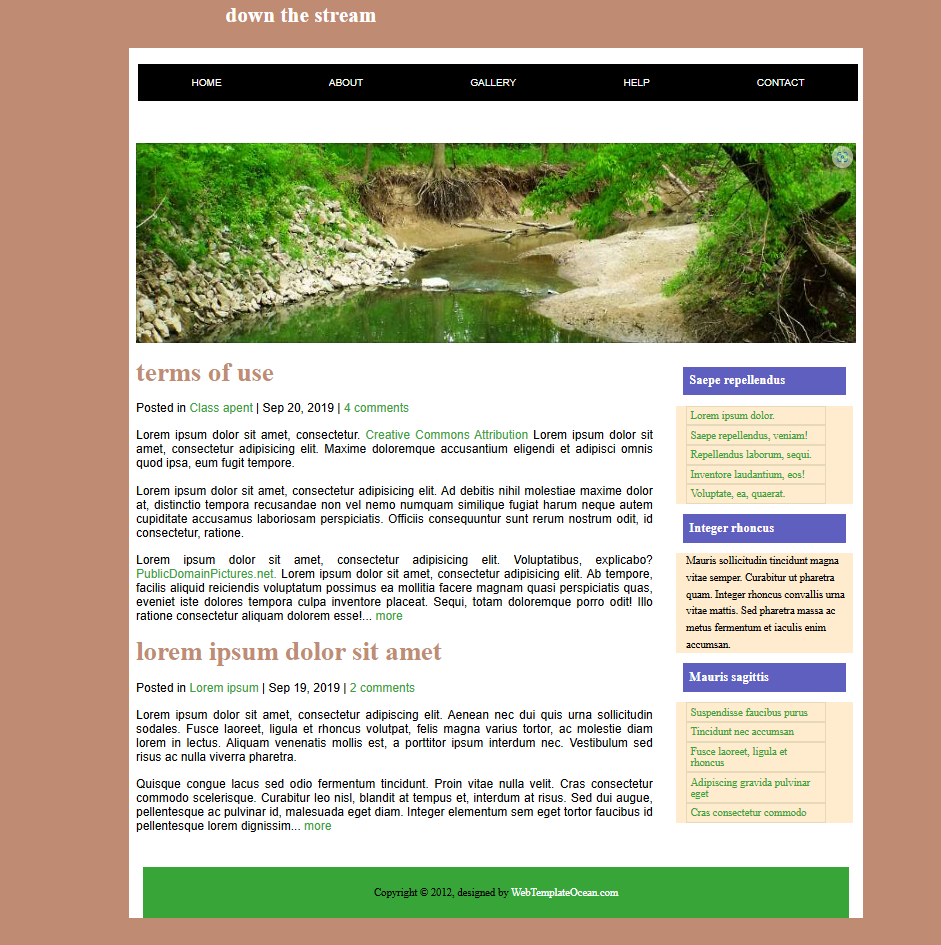 down the stream
HOME ABOUT GALLERY HELP CONTACT
terms of use
Posted in Class apent | Sep 20, 2019 | 4 comments
Lorem ipsum dolor sit amet, consectetur. Creative Commons Attribution Lorem ipsum dolor sit
amet, consectetur adipisicing elit. Maxime doloremque accusantium eligendi et adipisci omnis
quod ipsa, eum fugit tempore.
Lorem ipsum dolor sit amet, consectetur adipisicing elit. Ad debitis nihil molestiae maxime dolor
at, distinctio tempora recusandae non vel nemo numquam similique fugiat harum neque autem
cupiditate accusamus laboriosam perspiciatis. Officiis consequuntur sunt rerum nostrum odit, id
consectetur, ratione.
Lorem ipsum dolor sit amet, consectetur adipisicing elit. Voluptatibus, explicabo?
PublicDomainPictures.net. Lorem ipsum dolor sit amet, consectetur adipisicing elit. Ab tempore,
facilis aliquid reiciendis voluptatum possimus ea mollitia facere magnam quasi perspiciatis quas,
eveniet iste dolores tempora culpa inventore placeat. Sequi, totam doloremque porro odit! Illo
ratione consectetur aliquam dolorem esse!... more
lorem ipsum dolor sit amet
Posted in Lorem ipsum | Sep 19, 2019 | 2 comments
Lorem ipsum dolor sit amet, consectetur adipiscing elit. Aenean nec dui quis urna sollicitudin
sodales. Fusce laoreet, ligula et rhoncus volutpat, felis magna varius tortor, ac molestie diam
lorem in lectus. Aliquam venenatis mollis est, a porttitor ipsum interdum nec. Vestibulum sed
risus ac nulla viverra pharetra.
Quisque congue lacus sed odio fermentum tincidunt. Proin vitae nulla velit. Cras consectetur
commodo scelerisque. Curabitur leo nisl, blandit at tempus et, interdum at risus. Sed dui augue,
pellentesque ac pulvinar id, malesuada eget diam. Integer elementum sem eget tortor faucibus id
pellentesque lorem dignissim... more
Saepe repellendus
Lorem ipsum dolor.
Saepe repellendus, veniam!
Repellendus laborum, sequi.
Inventore laudantium, eos!
Voluptate, ea, quaerat.
Integer rhoncus
Mauris sollicitudin tincidunt magna
vitae semper. Curabitur ut pharetra
quam. Integer rhoncus convallis urna
vitae mattis. Sed pharetra massa ac
metus fermentum et iaculis enim
accumsan.
Mauris sagittis
Suspendisse faucibus purus
Tincidunt nec accumsan
Fusce laoreet, ligula et
rhoncus
Adipiscing gravida pulvinar
eget
Cras consectetur commodo
Copyright © 2012, designed by WebTemplateOcean.com